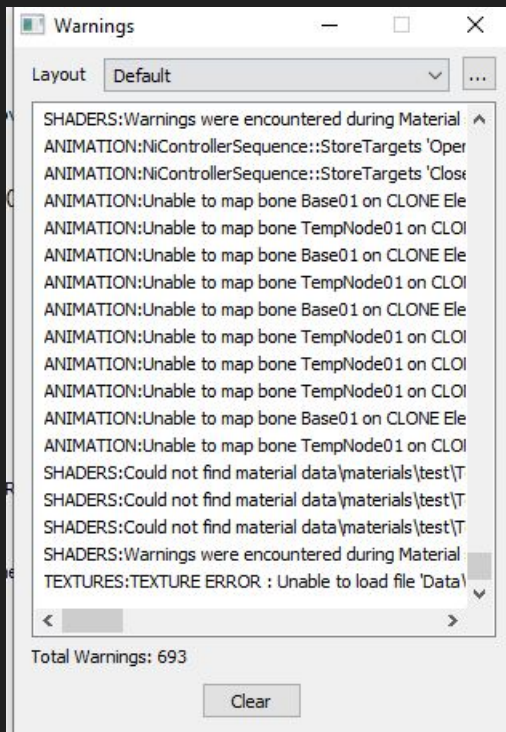 Warnings
Layout Default ...
SHADERS:Warnings were encountered during Material
ANIMATION:NiControllerSequence::StoreTargets 'Oper
ANIMATION:NiControllerSequence::StoreTargets 'Close
ANIMATION:Unable to map bone Base01 on CLONE Ele
ANIMATION:Unable to map bone TempNode01 on CLO
ANIMATION:Unable to map bone Base01 on CLONE Ele
ANIMATION:Unable to map bone TempNode01 on CLO
ANIMATION:Unable to map bone Base01 on CLONE Ele
ANIMATION:Unable to map bone TempNode01 on CLO
ANIMATION:Unable to map bone TempNode01 on CLO
ANIMATION:Unable to map bone TempNode01 on CLO
ANIMATION:Unable to map bone Base01 on CLONE Ele
ANIMATION:Unable to map bone TempNode01 on CLO
SHADERS:Could not find material data\materials\test\T
SHADERS:Could not find material data\materials\test\T
SHADERS:Could not find material data\materials\test\T
SHADERS:Warnings were encountered during Material
TEXTURES:TEXTURE ERROR : Unable to load file 'Data\
Total Warnings: 693
Clear